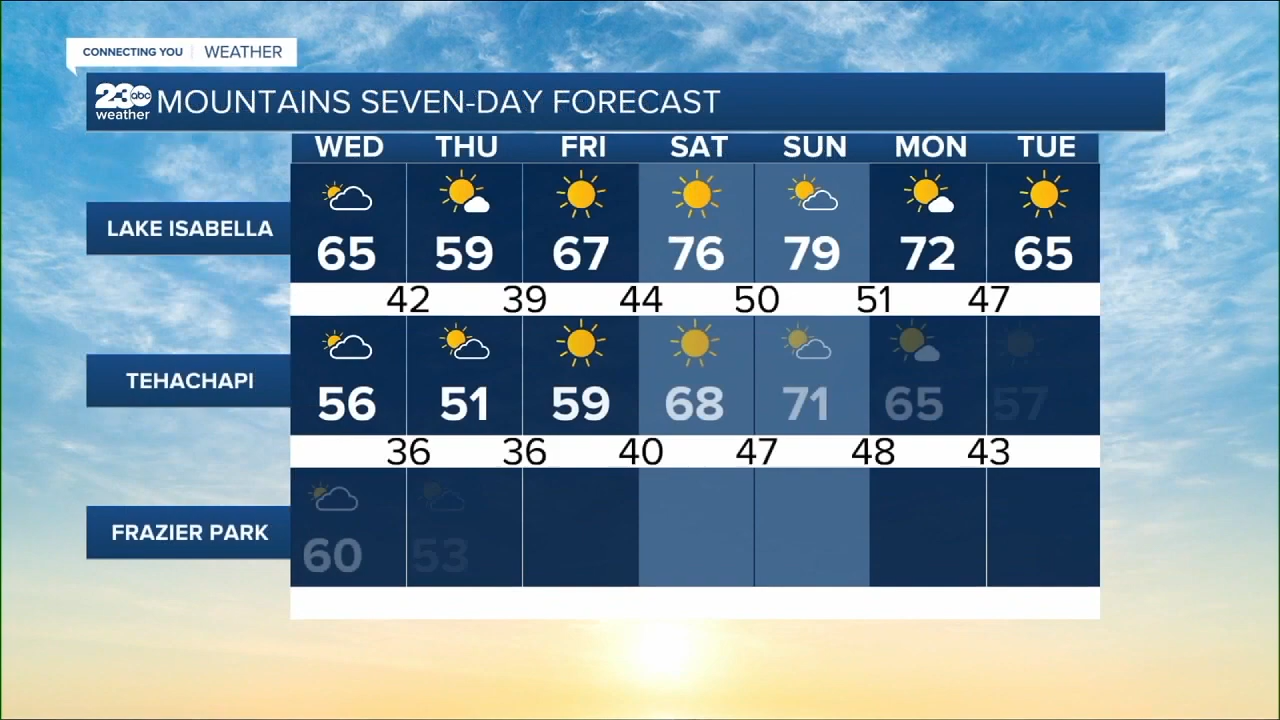 CONNECTING YOU | WEATHER
23 abc weather MOUNTAINS SEVEN-DAY FORECAST
WED THU FRI SAT SUN MON TUE
LAKE ISABELLA
65 59 67 76 79 72 65
42 39 44 50 51 47
TEHACHAPI
56 51 59 68 71 65 57
36 36 40 47 48 43
FRAZIER PARK
60 53